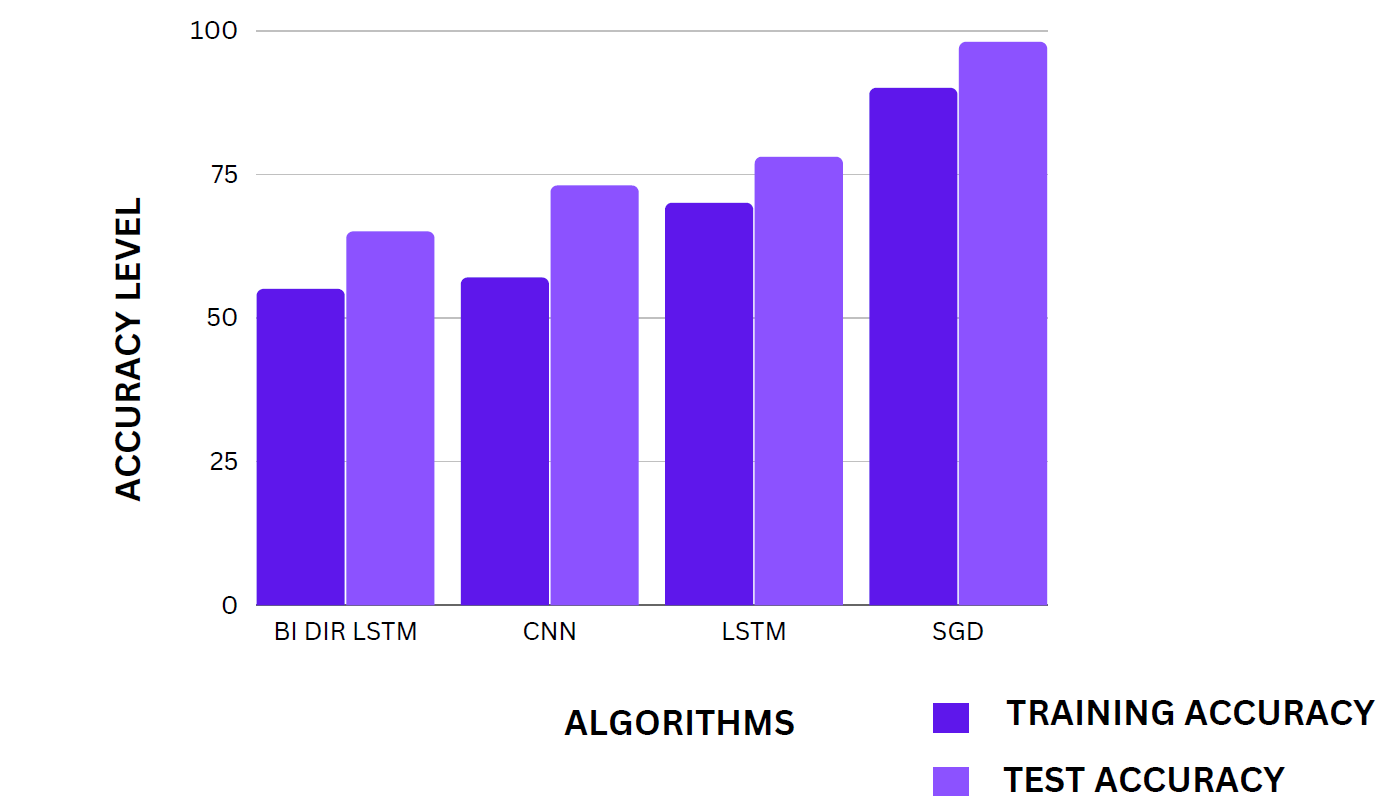 100
75
50
25
0
ACCURACY LEVEL
BI DIR LSTM
CNN
LSTM
SGD
ALGORITHMS
TRAINING ACCURACY
TEST ACCURACY